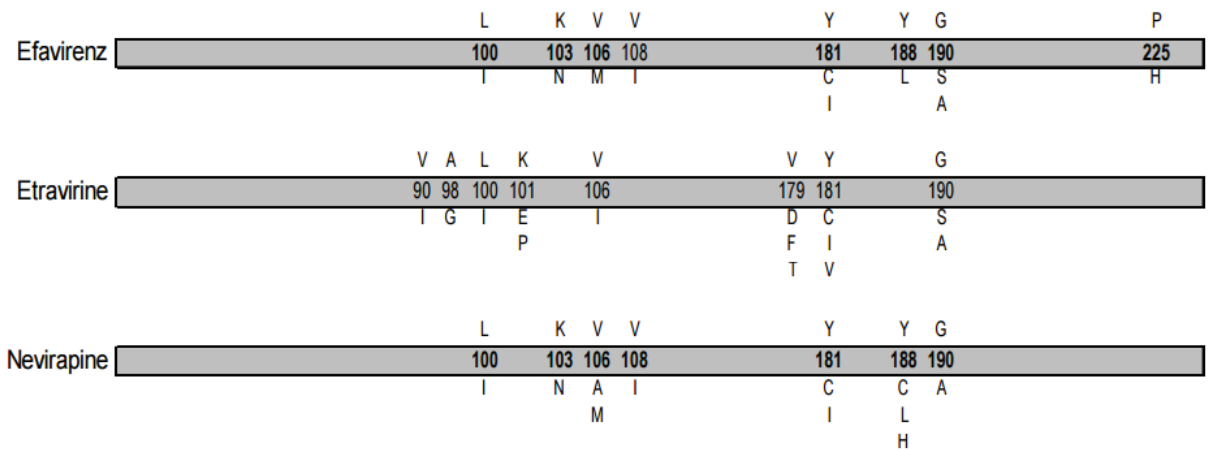 L K V V Y Y G P
Efavirenz 100 103 106 108 181 188 190 225
I N M I C L S H
I A
V A L K V V Y G
Etravirine 90 98 100 101 106 179 181 190
I G I E I D C S
P F I A
T V
L K V V Y Y G
Nevirapine 100 103 106 108 181 188 190
I N A I C C A
M I L
H